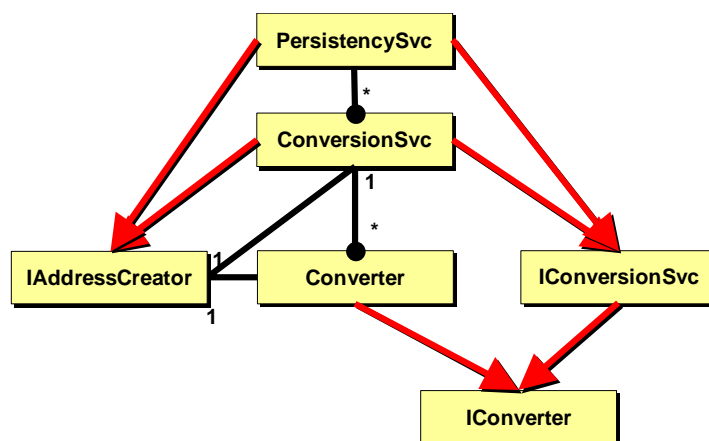 PersistencySvc
*
ConversionSvc
1
*
1
IAddressCreator
Converter
IConversionSvc
1
IConverter